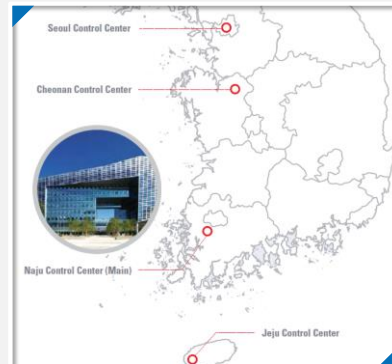 Seoul Control Center
Cheonan Control Center
Naju Control Center (Main)
Jeju Control Center